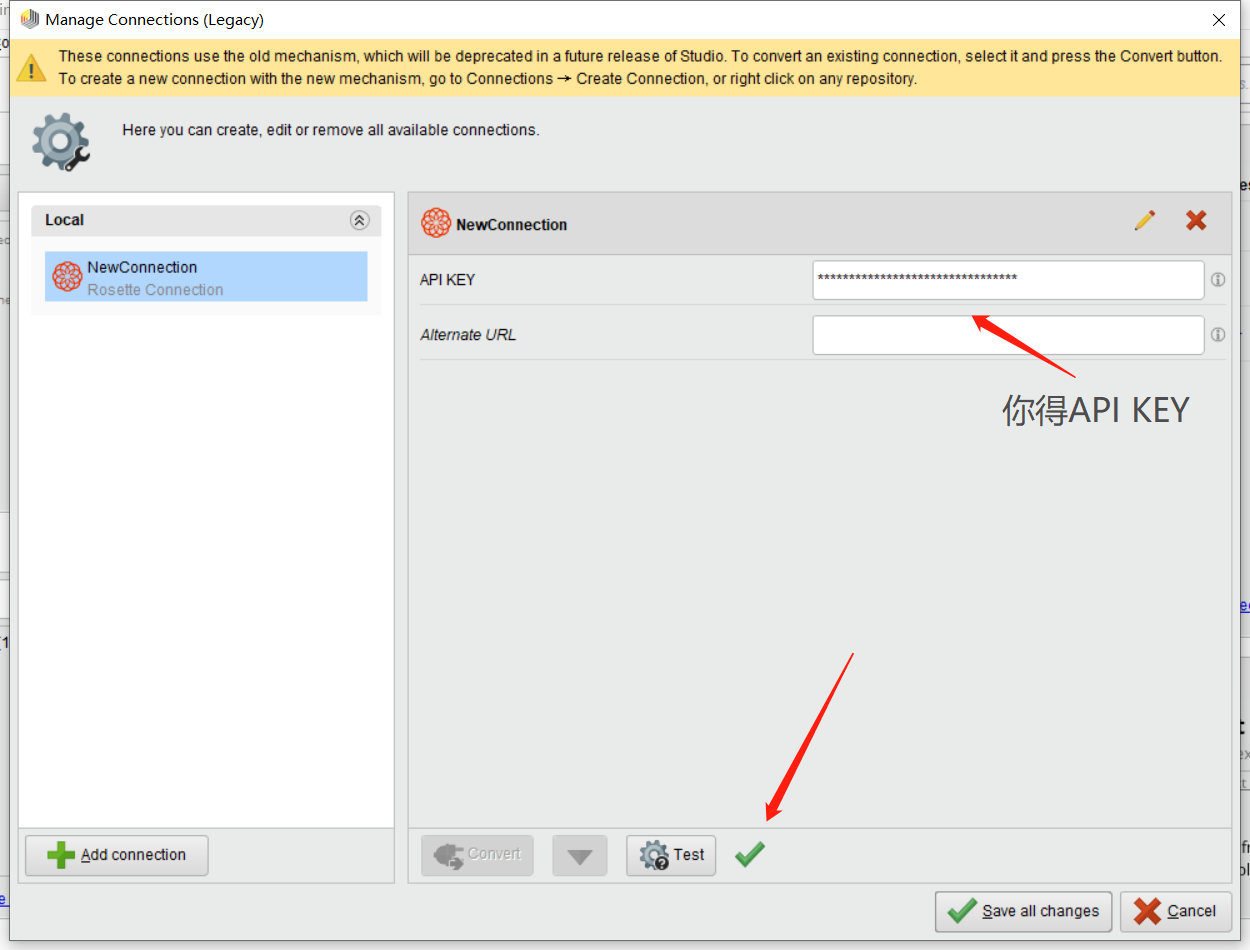 Manage Connections (Legacy)
These connections use the old mechanism, which will be deprecated in a future release of Studio. To convert an existing connection, select it and press the Convert button.
To create a new connection with the new mechanism, go to Connections → Create Connection, or right click on any repository.
Here you can create, edit or remove all available connections.
Local
NewConnection
Rosette Connection
NewConnection
API KEY
********************************
Alternate URL
你得API KEY
Add connection
Convert
Test
Save all changes
Cancel